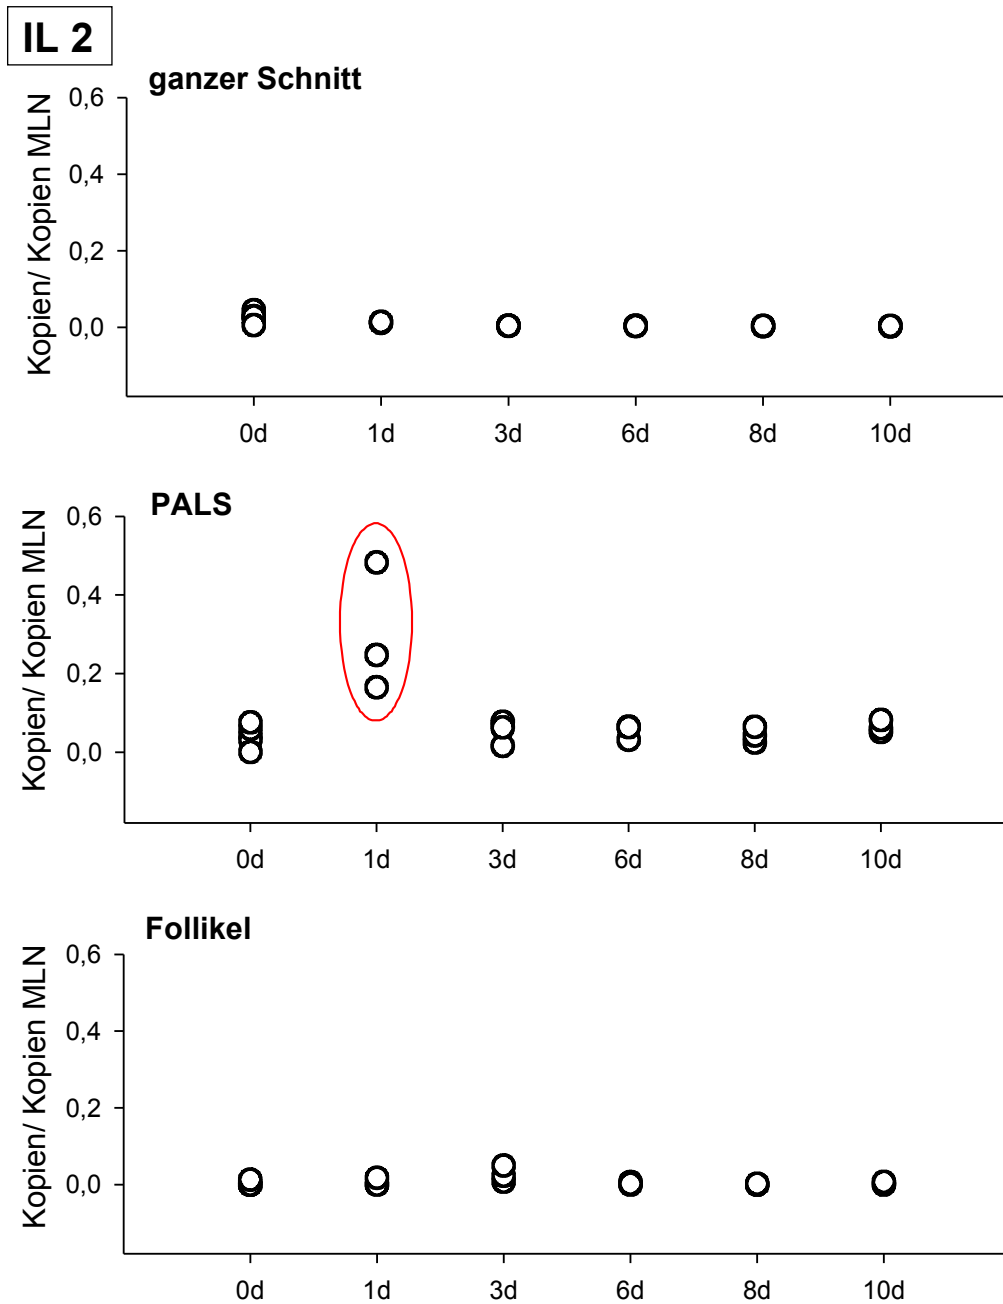 IL 2
ganzer Schnitt
Kopien/ Kopien MLN
0,6
0,4
0,2
0,0
0d 1d 3d 6d 8d 10d
PALS
Kopien/ Kopien MLN
0,6
0,4
0,2
0,0
0d 1d 3d 6d 8d 10d
Follikel
Kopien/ Kopien MLN
0,6
0,4
0,2
0,0
0d 1d 3d 6d 8d 10d